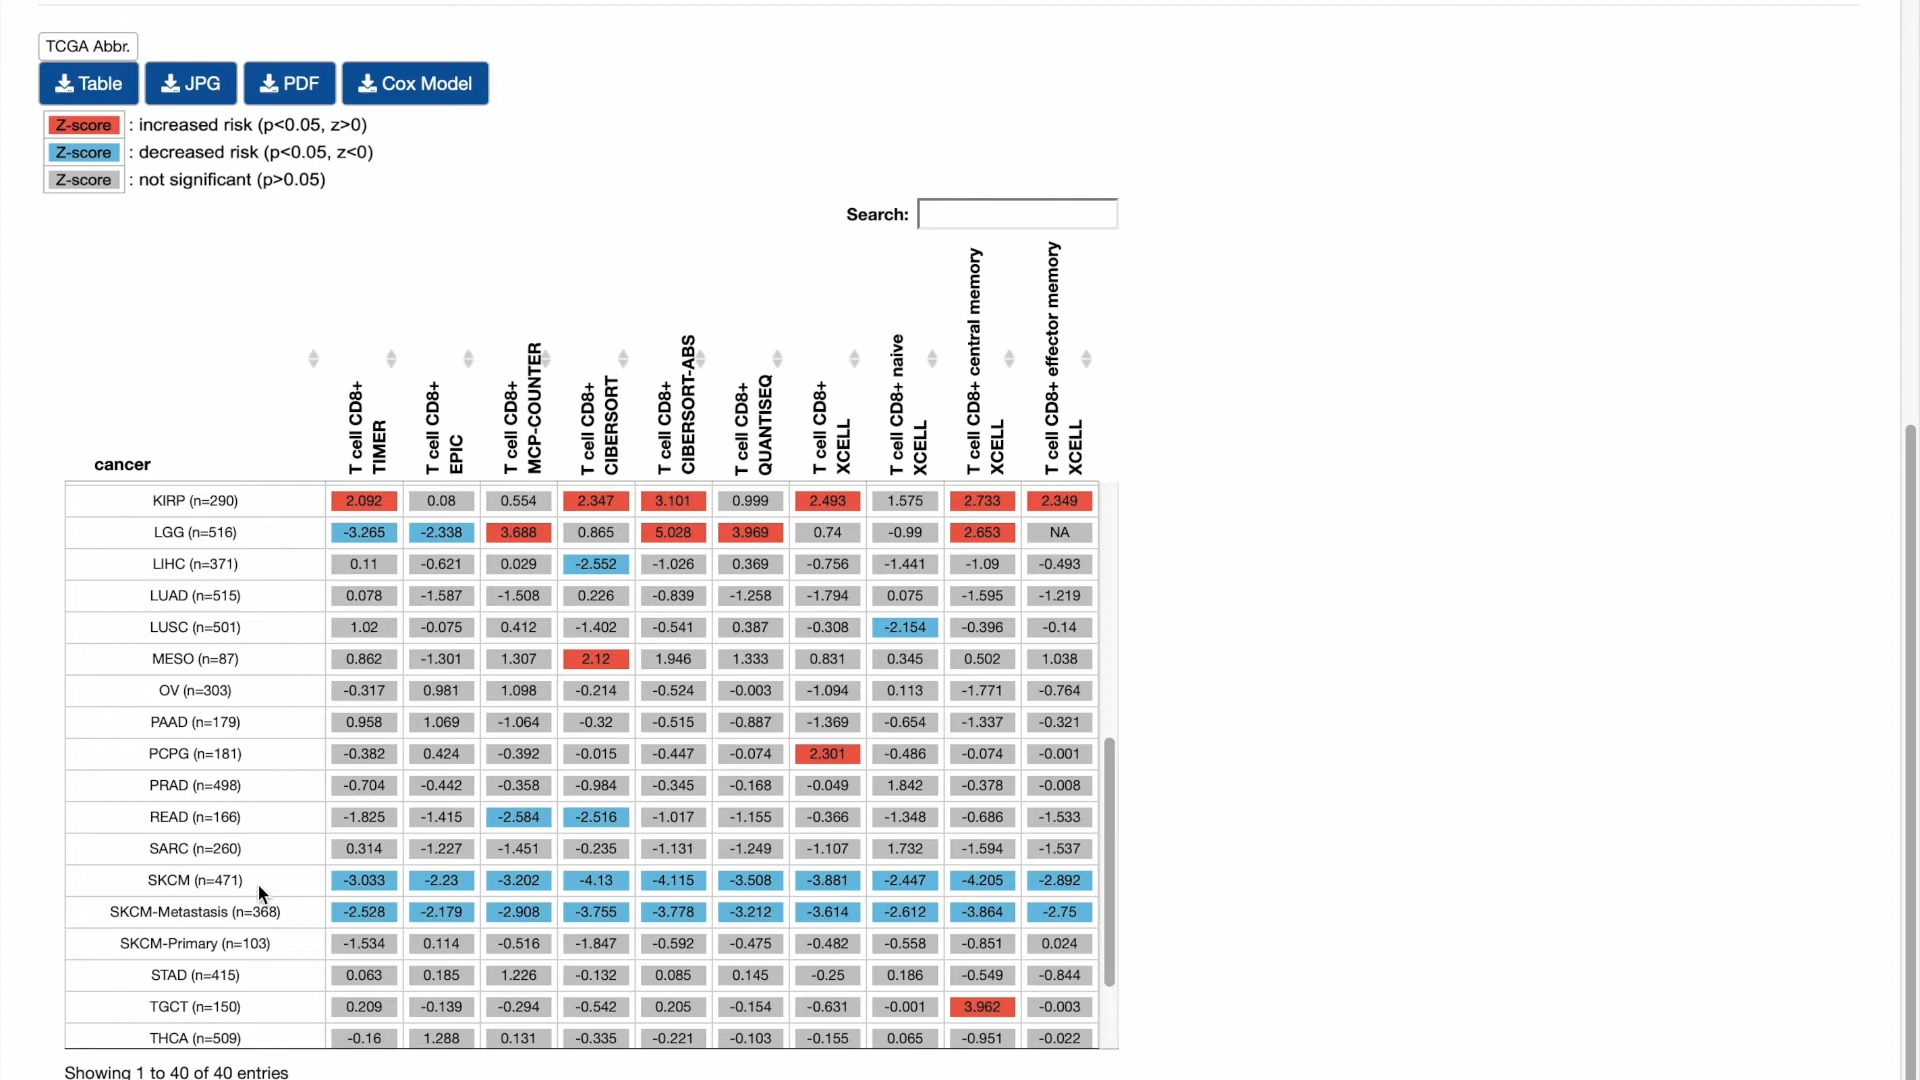 TCGA Abbr.
Table JPG PDF Cox Model
Z-score : increased risk (p<0.05, z>0)
Z-score : decreased risk (p<0.05, z<0)
Z-score : not significant (p>0.05)
Search:
cancer
T cell CD8+
TIMER
T cell CD8+
EPIC
T cell CD8+
MCP-COUNTER
T cell CD8+
CIBERSORT
T cell CD8+
CIBERSORT-ABS
T cell CD8+
QUANTISEQ
T cell CD8+
XCELL
T cell CD8+ naive
XCELL
T cell CD8+ central memory
XCELL
T cell CD8+ effector memory
XCELL
KIRP (n=290) 2.092 0.08 0.554 2.347 3.101 0.999 2.493 1.575 2.733 2.349
LGG (n=516) -3.265 -2.338 3.688 0.865 5.028 3.969 0.74 -0.99 2.653 NA
LIHC (n=371) 0.11 -0.621 0.029 -2.552 -1.026 0.369 -0.756 -1.441 -1.09 -0.493
LUAD (n=515) 0.078 -1.587 -1.508 0.226 -0.839 -1.258 -1.794 0.075 -1.595 -1.219
LUSC (n=501) 1.02 -0.075 0.412 -1.402 -0.541 0.387 -0.308 -2.154 -0.396 -0.14
MESO (n=87) 0.862 -1.301 1.307 2.12 1.946 1.333 0.831 0.345 0.502 1.038
OV (n=303) -0.317 0.981 1.098 -0.214 -0.524 -0.003 -1.094 0.113 -1.771 -0.764
PAAD (n=179) 0.958 1.069 -1.064 -0.32 -0.515 -0.887 -1.369 -0.654 -1.337 -0.321
PCPG (n=181) -0.382 0.424 -0.392 -0.015 -0.447 -0.074 2.301 -0.486 -0.074 -0.001
PRAD (n=498) -0.704 -0.442 -0.358 -0.984 -0.345 -0.168 -0.049 1.842 -0.378 -0.008
READ (n=166) -1.825 -1.415 -2.584 -2.516 -1.017 -1.155 -0.366 -1.348 -0.686 -1.533
SARC (n=260) 0.314 -1.227 -1.451 -0.235 -1.131 -1.249 -1.107 1.732 -1.594 -1.537
SKCM (n=471) -3.033 -2.23 -3.202 -4.13 -4.115 -3.508 -3.881 -2.447 -4.205 -2.892
SKCM-Metastasis (n=368) -2.528 -2.179 -2.908 -3.755 -3.778 -3.212 -3.614 -2.612 -3.864 -2.75
SKCM-Primary (n=103) -1.534 0.114 -0.516 -1.847 -0.592 -0.475 -0.482 -0.558 -0.851 0.024
STAD (n=415) 0.063 0.185 1.226 -0.132 0.085 0.145 -0.25 0.186 -0.549 -0.844
TGCT (n=150) 0.209 -0.139 -0.294 -0.542 0.205 -0.154 -0.631 -0.001 3.962 -0.003
THCA (n=509) -0.16 1.288 0.131 -0.335 -0.221 -0.103 -0.155 0.065 -0.951 -0.022
Showing 1 to 40 of 40 entries